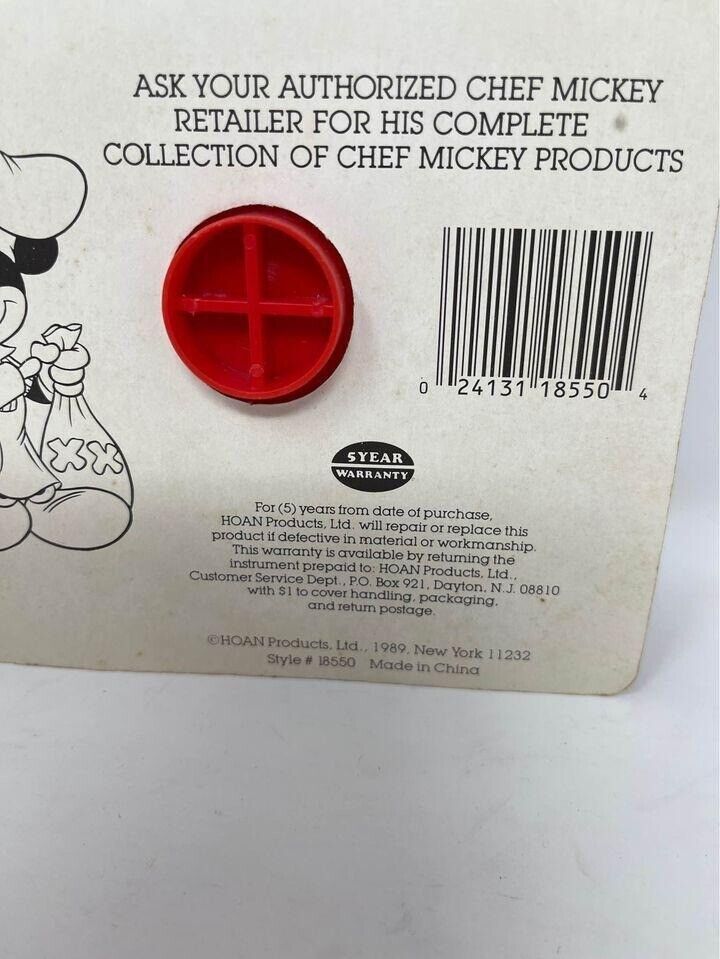 ASK YOUR AUTHORIZED CHEF MICKEY
RETAILER FOR HIS COMPLETE
COLLECTION OF CHEF MICKEY PRODUCTS
0 24131 18550 4
5 YEAR
WARRANTY
For (5) years from date of purchase,
HOAN Products, Ltd. will repair or replace this
product if defective in material or workmanship.
This warranty is available by returning the
instrument prepaid to: HOAN Products, Ltd.,
Customer Service Dept., P.O. Box 921, Dayton, N.J. 08810
with $1 to cover handling, packaging,
and return postage.
©HOAN Products, Ltd., 1989, New York 11232
Style # 18550 Made in China